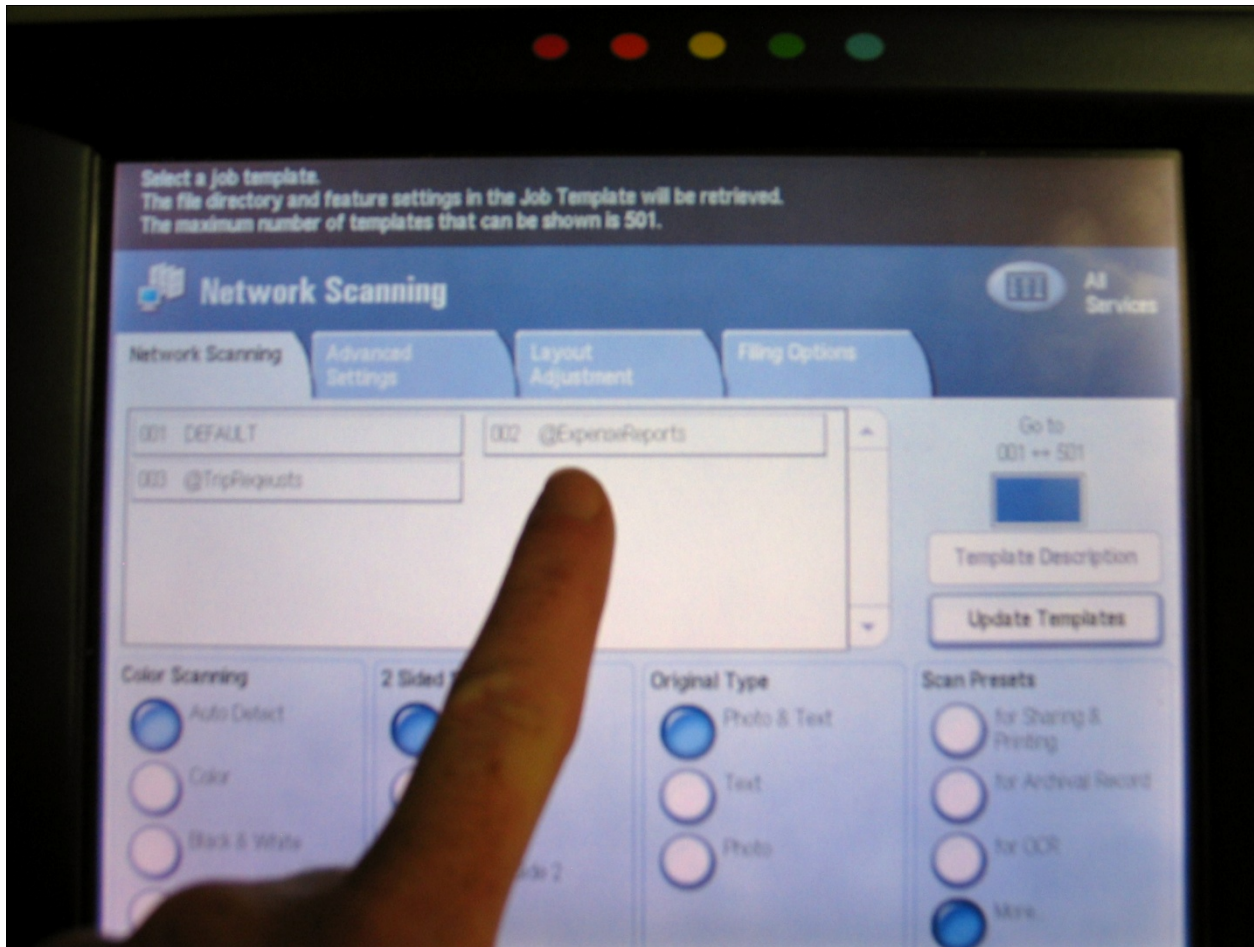 Select a job template.
The file directory and feature settings in the Job Template will be retrieved.
The maximum number of templates that can be shown is 501.
Network Scanning
All
Services
Network Scanning
Advanced
Settings
Layout
Adjustment
Filing Options
001 DEFAULT
002 @ExpenseReports
003 @TripReqeusts
Go to
001 ↔ 501
Template Description
Update Templates
Color Scanning
Auto Detect
Color
Black & White
2 Sided
Side 2
Original Type
Photo & Text
Text
Photo
Scan Presets
for Sharing &
Printing
for Archival Record
for OCR
More...